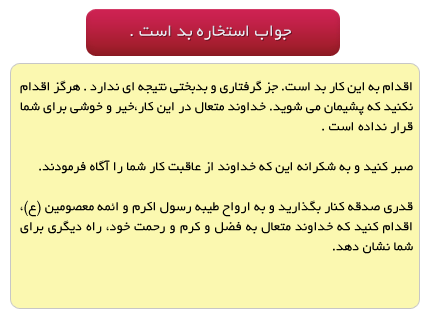 جواب استخاره بد است .
اقدام به این کار بد است. جز گرفتاری و بدبختی نتیجه ای ندارد . هرگز اقدام
نکنید که پشیمان می شوید. خداوند متعال در این کار،خیر و خوشی برای شما
قرار نداده است .
صبر کنید و به شکرانه این که خداوند از عاقبت کار شما را آگاه فرمودند.
قدری صدقه کنار بگذارید و به ارواح طیبه رسول اکرم و ائمه معصومین (ع)،
اقدام کنید که خداوند متعال به فضل و کرم و رحمت خود، راه دیگری برای
شما نشان دهد.